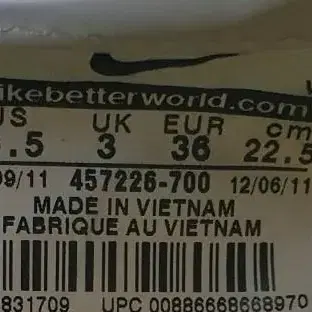 ikebetterworld.com
US UK EUR cm
.5 3 36 22.5
09/11 457226-700 12/06/11
MADE IN VIETNAM
FABRIQUE AU VIETNAM
831709 UPC 00886668668970